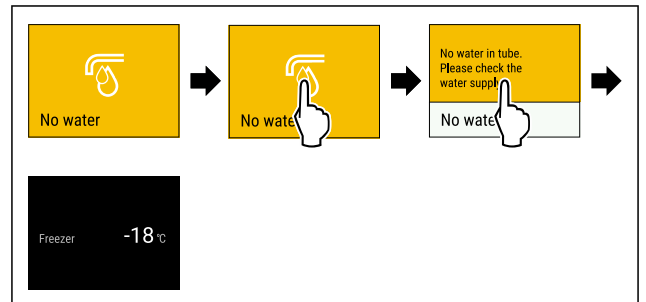 No water
No wate
No water in tube.
Please check the
water suppl
No wate
Freezer -18 °C